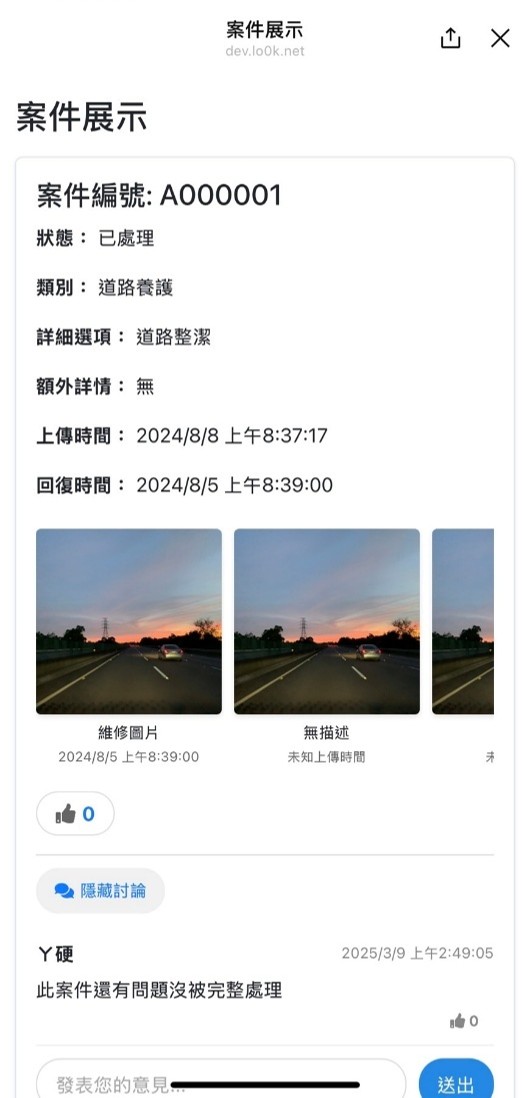 案件展示
dev.lo0k.net
案件展示
案件編號: A000001
狀態： 已處理
類別： 道路養護
詳細選項： 道路整潔
額外詳情： 無
上傳時間： 2024/8/8 上午8:37:17
回復時間： 2024/8/5 上午8:39:00
維修圖片 無描述
2024/8/5 上午8:39:00 未知上傳時間
0
隱藏討論
丫硬 2025/3/9 上午2:49:05
此案件還有問題沒被完整處理
0
發表您的意見... 送出